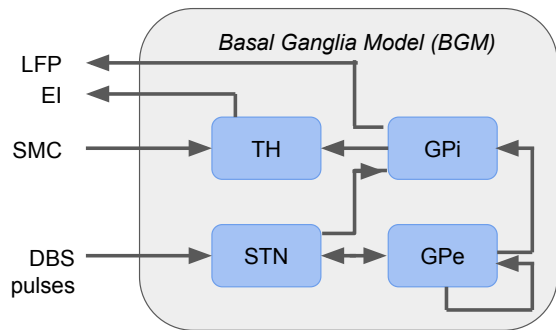 Basal Ganglia Model (BGM)
LFP
EI
SMC
TH
GPi
DBS
pulses
STN
GPe